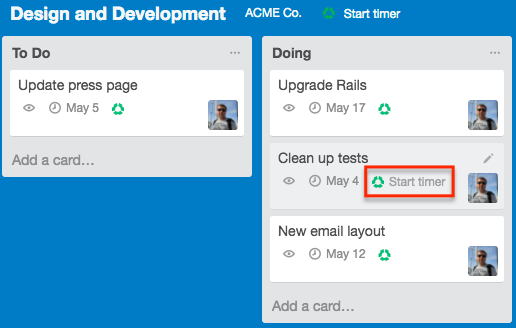 Design and Development ACME Co. Start timer
To Do ...
Update press page
May 5
Add a card…
Doing ...
Upgrade Rails
May 17
Clean up tests
May 4 Start timer
New email layout
May 12
Add a card…